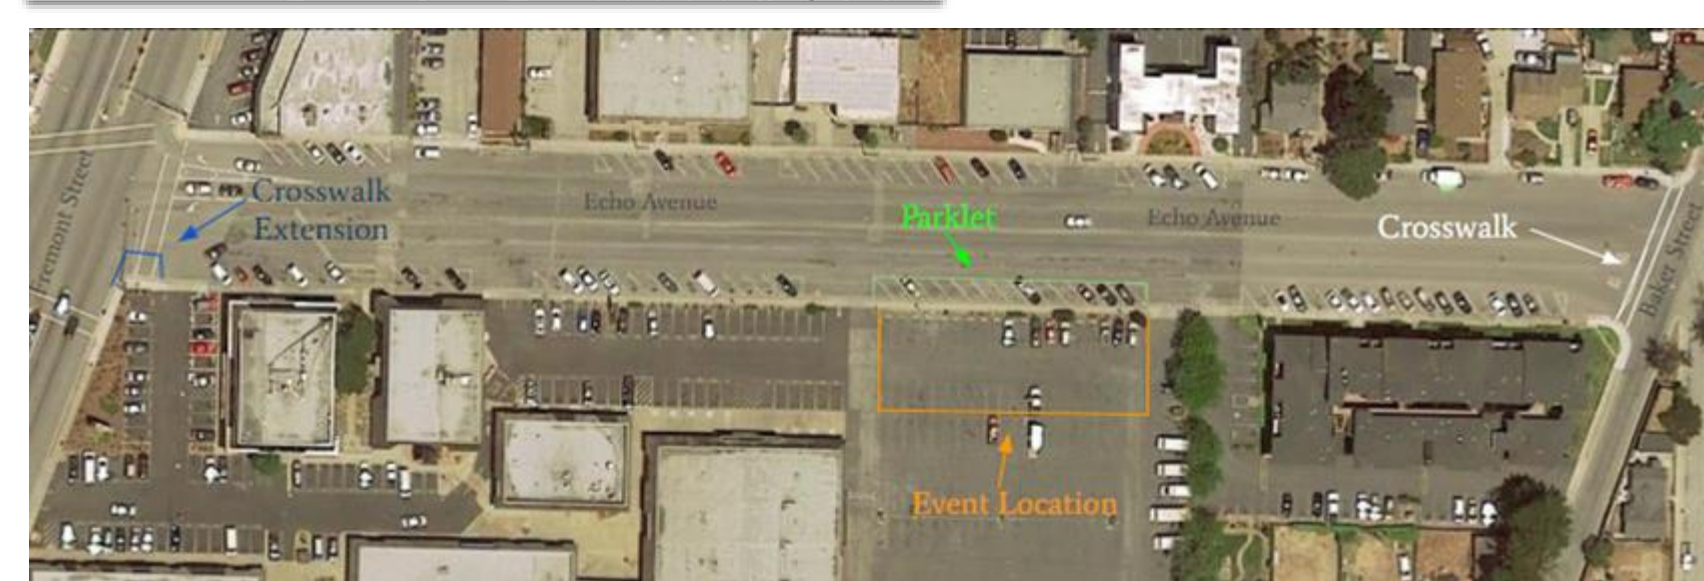 Fremont Street
Crosswalk
Extension
Echo Avenue
Parklet
Echo Avenue
Crosswalk
Baker Street
Event Location